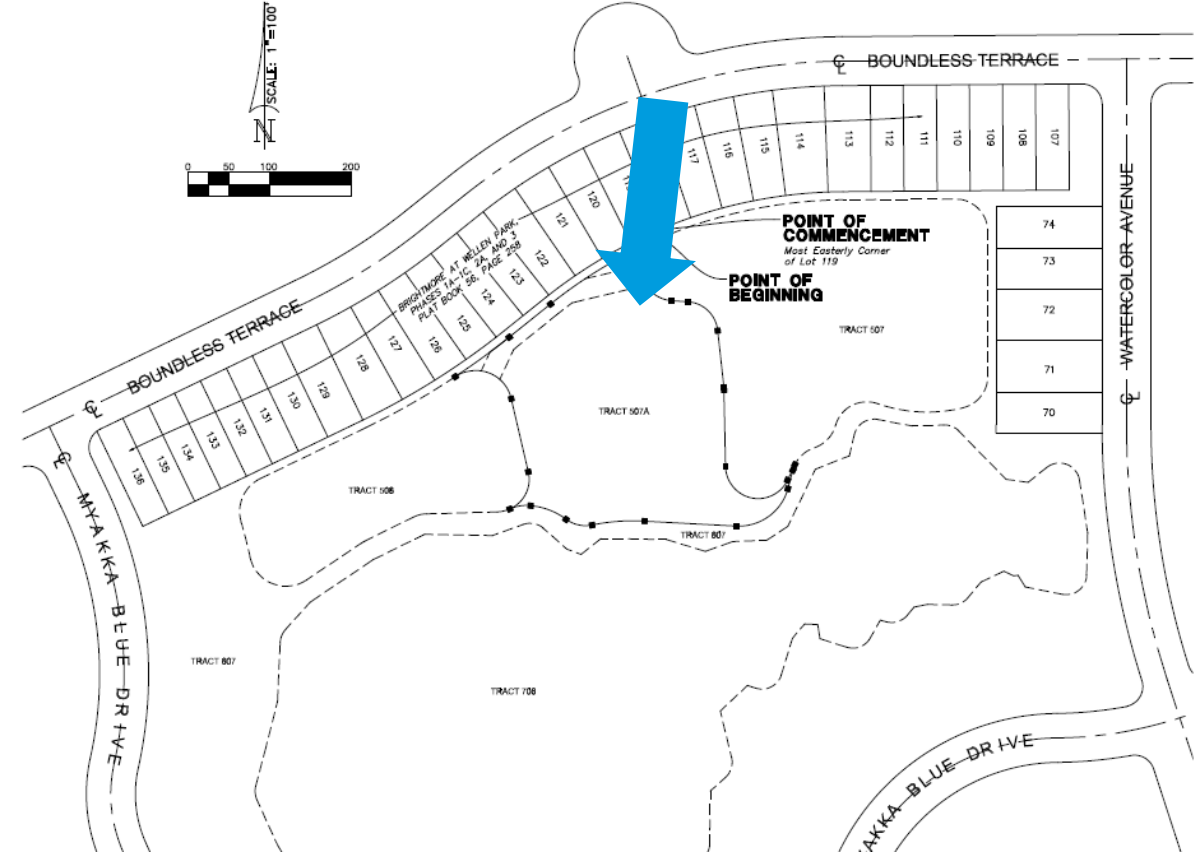 SCALE: 1"=100'
N
0 50 100 200
℄ BOUNDLESS TERRACE
117
116
115
114
113
112
111
110
109
108
107
℄ WATERCOLOR AVENUE
120
121
122
123
124
125
126
127
128
129
130
131
132
133
134
135
136
BRIGHTMORE AT WELLEN PARK,
PHASES 1A-1C, 2A, AND 3
PLAT BOOK 56, PAGE 258
℄ BOUNDLESS TERRACE
POINT OF
COMMENCEMENT
Most Easterly Corner
of Lot 119
POINT OF
BEGINNING
74
73
72
71
70
TRACT 507
TRACT 507A
TRACT 508
TRACT 807
℄ MYAKKA BLUE DRIVE
TRACT 807
TRACT 708
AKKA BLUE DRIVE